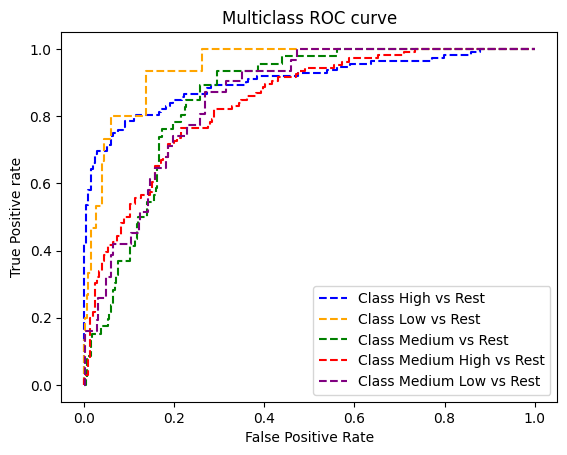 Multiclass ROC curve
True Positive rate
1.0
0.8
0.6
0.4
0.2
0.0
Class High vs Rest
Class Low vs Rest
Class Medium vs Rest
Class Medium High vs Rest
Class Medium Low vs Rest
0.0 0.2 0.4 0.6 0.8 1.0
False Positive Rate